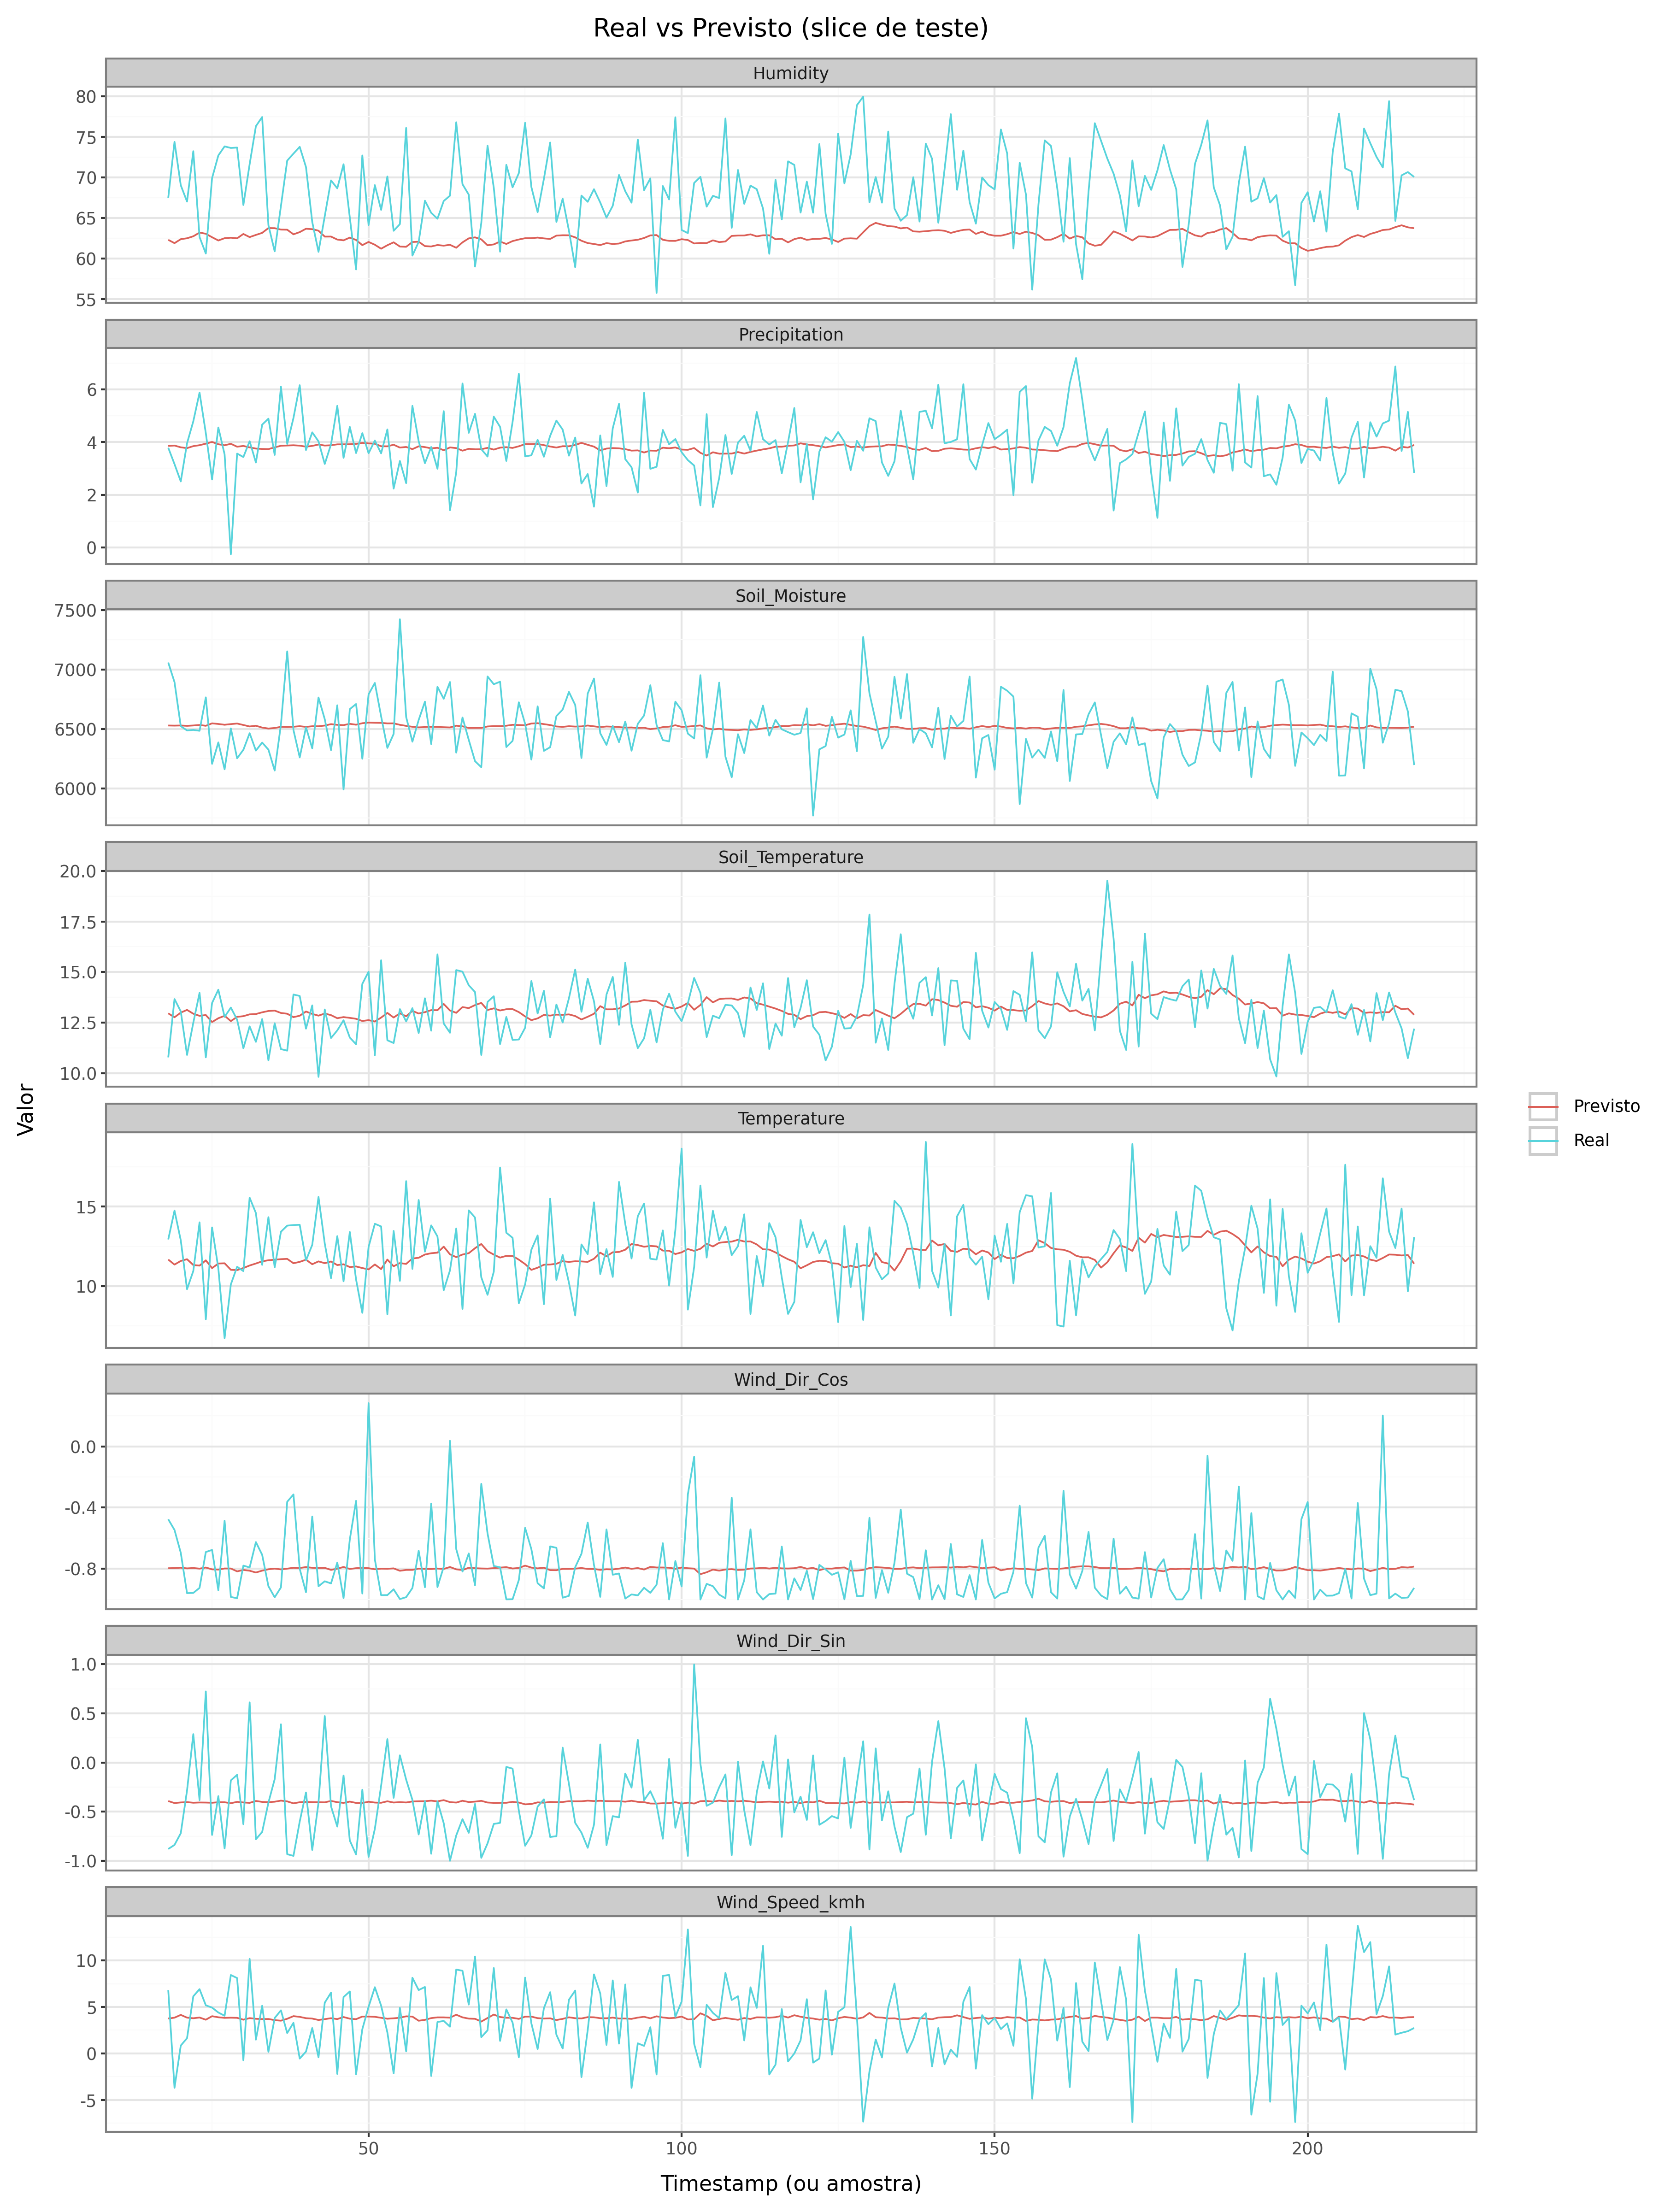 Real vs Previsto (slice de teste)
Humidity
80
75
70
65
60
55
Precipitation
6
4
2
0
Soil_Moisture
7500
7000
6500
6000
Soil_Temperature
20.0
17.5
15.0
12.5
10.0
Temperature
15
10
Wind_Dir_Cos
0.0
-0.4
-0.8
Wind_Dir_Sin
1.0
0.5
0.0
-0.5
-1.0
Wind_Speed_kmh
10
5
0
-5
50 100 150 200
Timestamp (ou amostra)
Valor
Previsto
Real